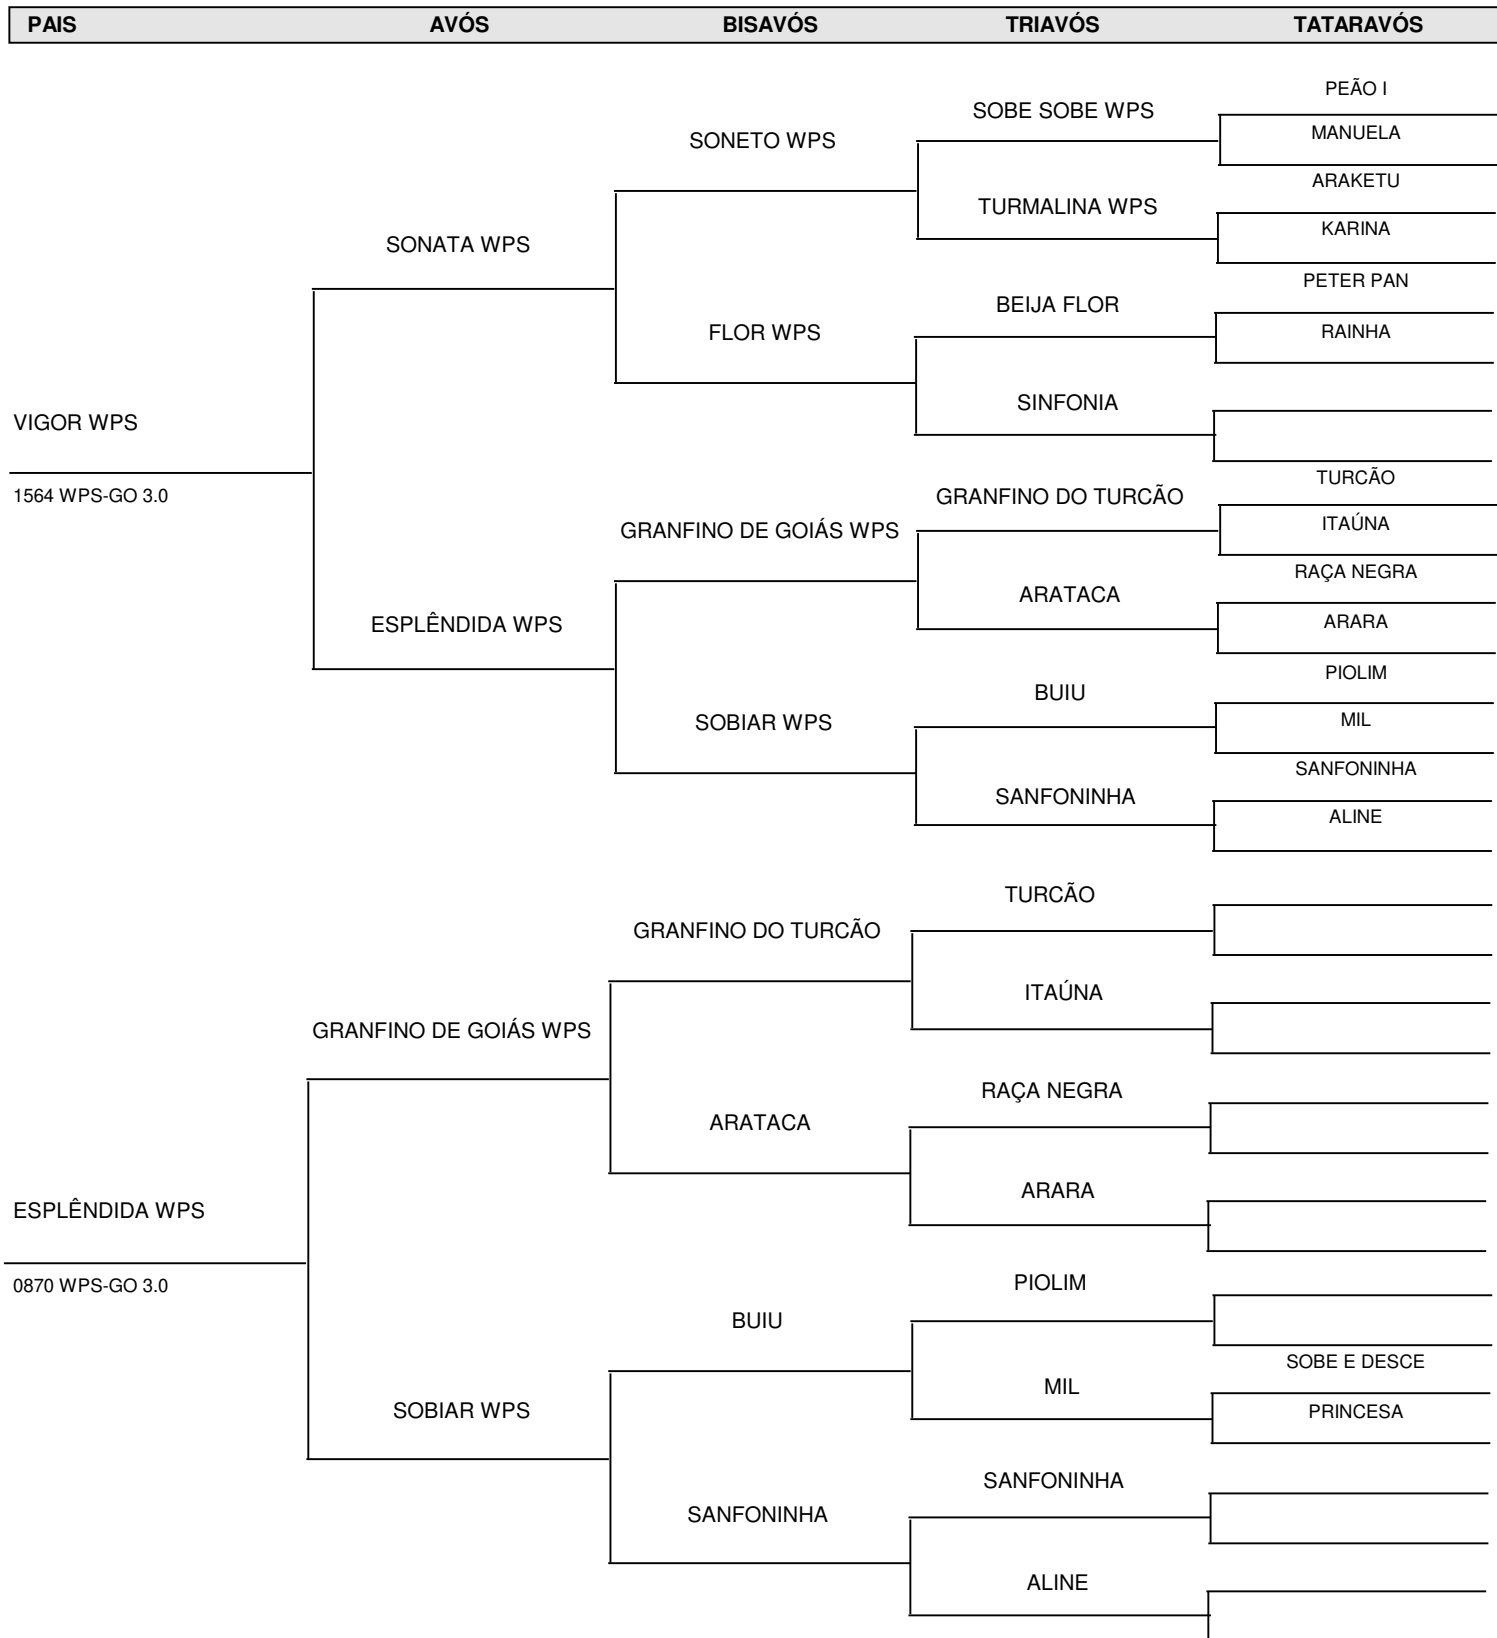 PAIS AVÓS BISAVÓS TRIAVÓS TATARAVÓS
PEÃO I
SOBE SOBE WPS
MANUELA
SONETO WPS
ARAKETU
TURMALINA WPS
KARINA
SONATA WPS
PETER PAN
BEIJA FLOR
RAINHA
FLOR WPS
SINFONIA
VIGOR WPS
1564 WPS-GO 3.0
TURCÃO
GRANFINO DO TURCÃO
ITAÚNA
GRANFINO DE GOIÁS WPS
RAÇA NEGRA
ARATACA
ARARA
ESPLÊNDIDA WPS
PIOLIM
BUIU
MIL
SOBIAR WPS
SANFONINHA
SANFONINHA
ALINE
TURCÃO
GRANFINO DO TURCÃO
ITAÚNA
GRANFINO DE GOIÁS WPS
RAÇA NEGRA
ARATACA
ARARA
ESPLÊNDIDA WPS
0870 WPS-GO 3.0
PIOLIM
BUIU
SOBE E DESCE
MIL
PRINCESA
SOBIAR WPS
SANFONINHA
SANFONINHA
ALINE